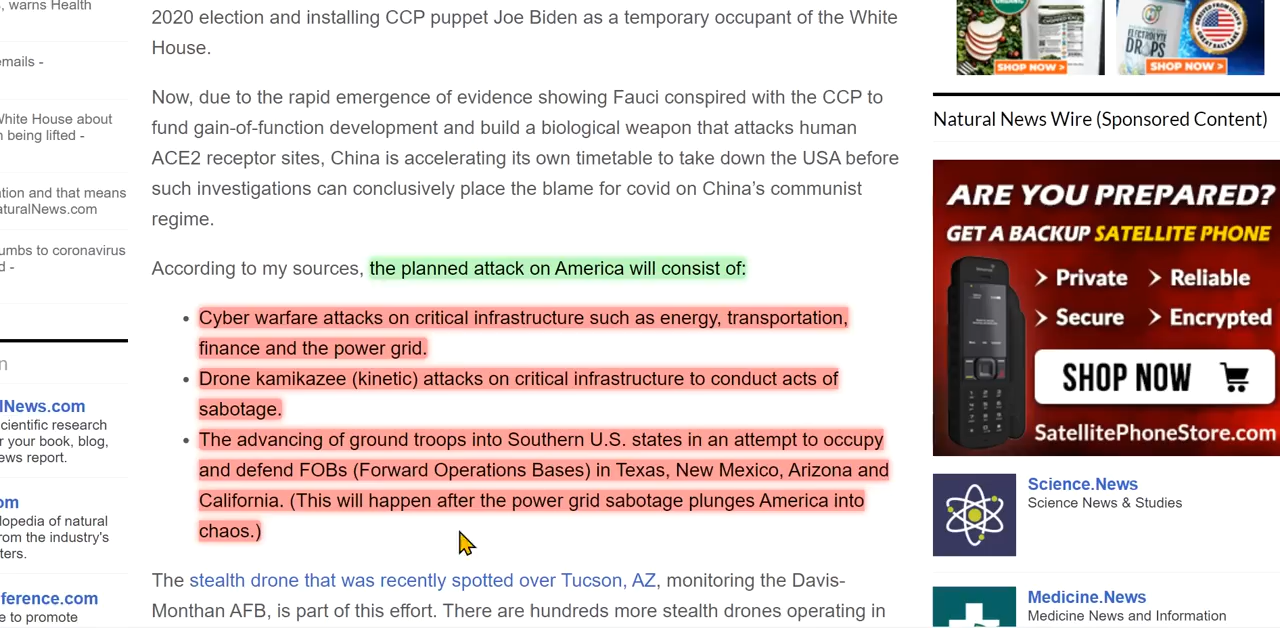 , warns Health
emails -
White House about
n being lifted -
ation and that means
aturalNews.com
umbs to coronavirus
d -
n
lNews.com
cientific research
r your book, blog,
ews report.
om
lopedia of natural
rom the industry's
ters.
ference.com
e to promote
2020 election and installing CCP puppet Joe Biden as a temporary occupant of the White
House.
Now, due to the rapid emergence of evidence showing Fauci conspired with the CCP to
fund gain-of-function development and build a biological weapon that attacks human
ACE2 receptor sites, China is accelerating its own timetable to take down the USA before
such investigations can conclusively place the blame for covid on China’s communist
regime.
According to my sources, the planned attack on America will consist of:
• Cyber warfare attacks on critical infrastructure such as energy, transportation,
finance and the power grid.
• Drone kamikazee (kinetic) attacks on critical infrastructure to conduct acts of
sabotage.
• The advancing of ground troops into Southern U.S. states in an attempt to occupy
and defend FOBs (Forward Operations Bases) in Texas, New Mexico, Arizona and
California. (This will happen after the power grid sabotage plunges America into
chaos.)
The stealth drone that was recently spotted over Tucson, AZ, monitoring the Davis-
Monthan AFB, is part of this effort. There are hundreds more stealth drones operating in
ORGANIC
SHOP NOW >
ELECTROLYTE
DROPS
GREAT SALT LAKE
SHOP NOW >
Natural News Wire (Sponsored Content)
ARE YOU PREPARED?
GET A BACKUP SATELLITE PHONE
> Private > Reliable
> Secure > Encrypted
SHOP NOW
SatellitePhoneStore.com
Science.News
Science News & Studies
Medicine.News
Medicine News and Information